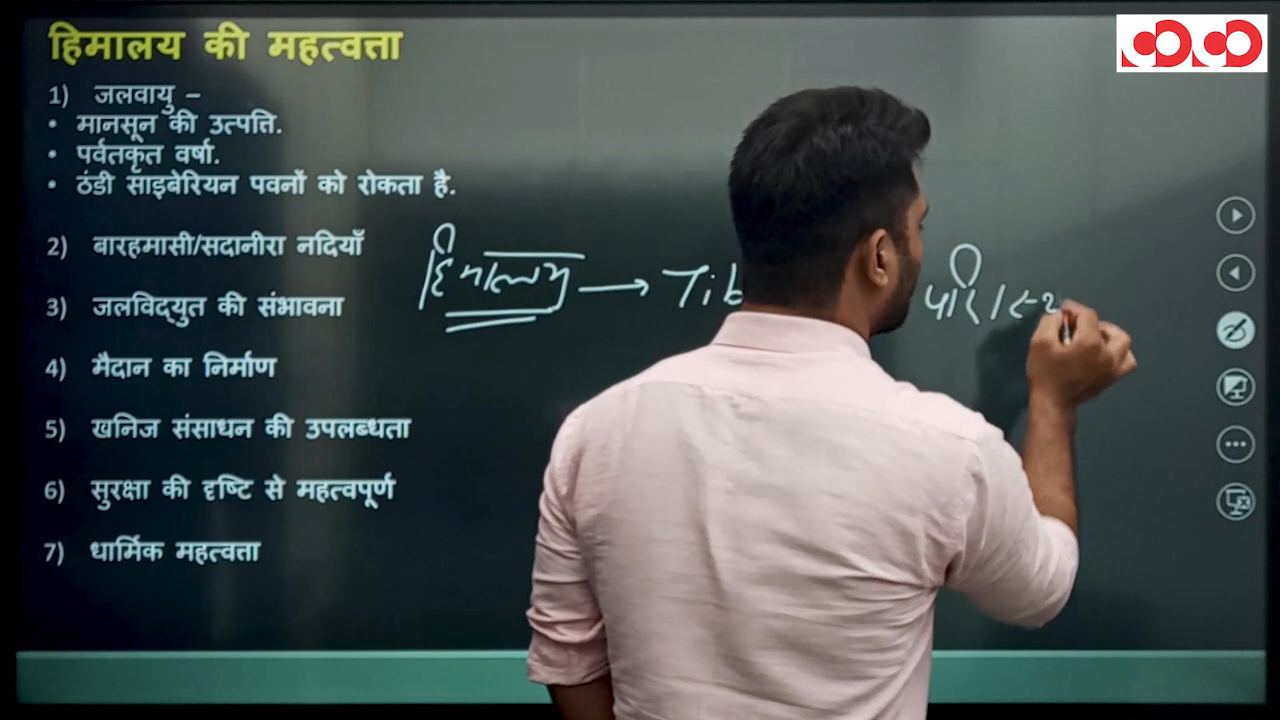 हिमालय की महत्वत्ता
1) जलवायु –
• मानसून की उत्पत्ति.
• पर्वतकृत वर्षा.
• ठंडी साइबेरियन पवनों को रोकता है.
2) बारहमासी/सदानीरा नदियाँ
हिमालय → Tib
3) जलविद्युत की संभावना
4) मैदान का निर्माण
5) खनिज संसाधन की उपलब्धता
6) सुरक्षा की दृष्टि से महत्वपूर्ण
7) धार्मिक महत्वत्ता